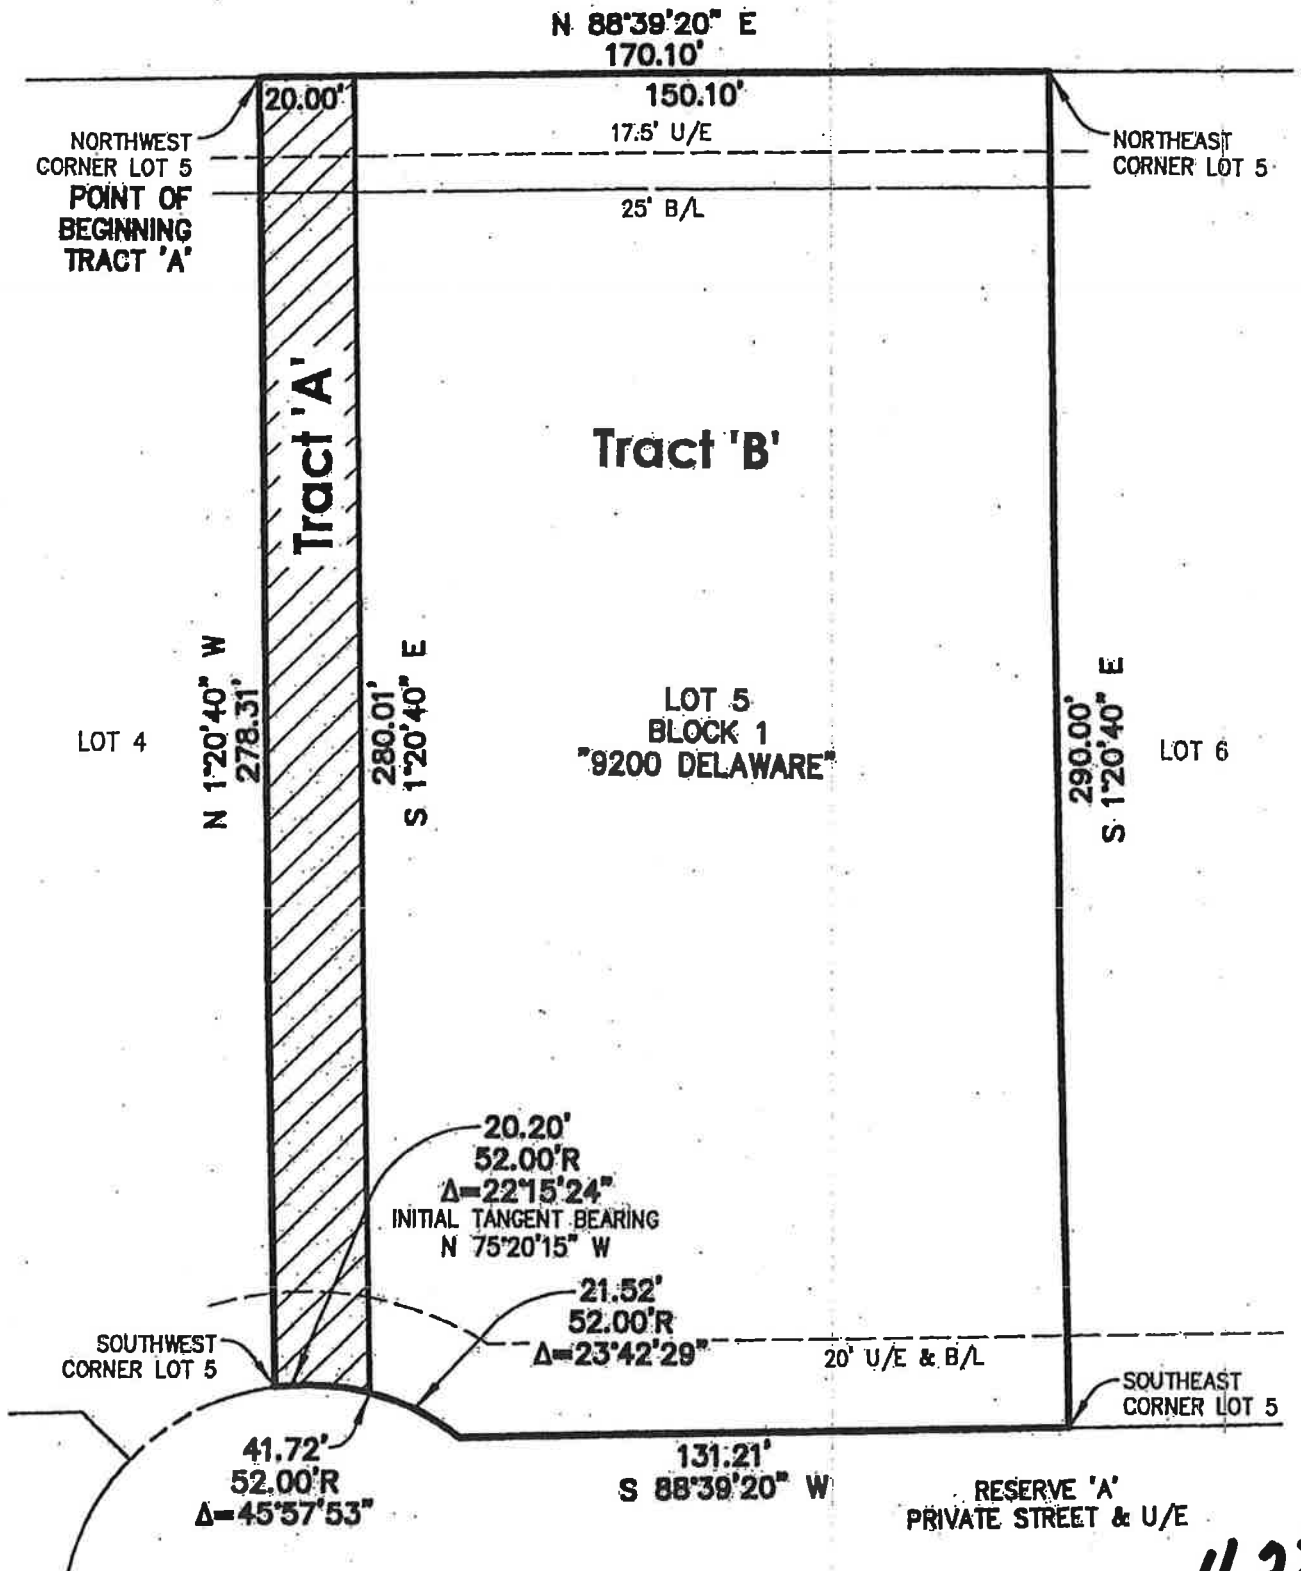 N 88°39'20" E
170.10'
20.00'
150.10'
17.5' U/E
NORTHWEST
CORNER LOT 5
POINT OF
BEGINNING
TRACT 'A'
NORTHEAST
CORNER LOT 5
25' B/L
Tract 'A'
Tract 'B'
N 1°20'40" W
278.31'
280.01'
S 1°20'40" E
LOT 4
LOT 5
BLOCK 1
"9200 DELAWARE"
290.00'
S 1°20'40" E
LOT 6
20.20'
52.00'R
Δ=22°15'24"
INITIAL TANGENT BEARING
N 75°20'15" W
21.52'
52.00'R
Δ=23°42'29"
20' U/E & B/L
SOUTHWEST
CORNER LOT 5
SOUTHEAST
CORNER LOT 5
41.72'
52.00'R
Δ=45°57'53"
131.21'
S 88°39'20" W
RESERVE 'A'
PRIVATE STREET & U/E